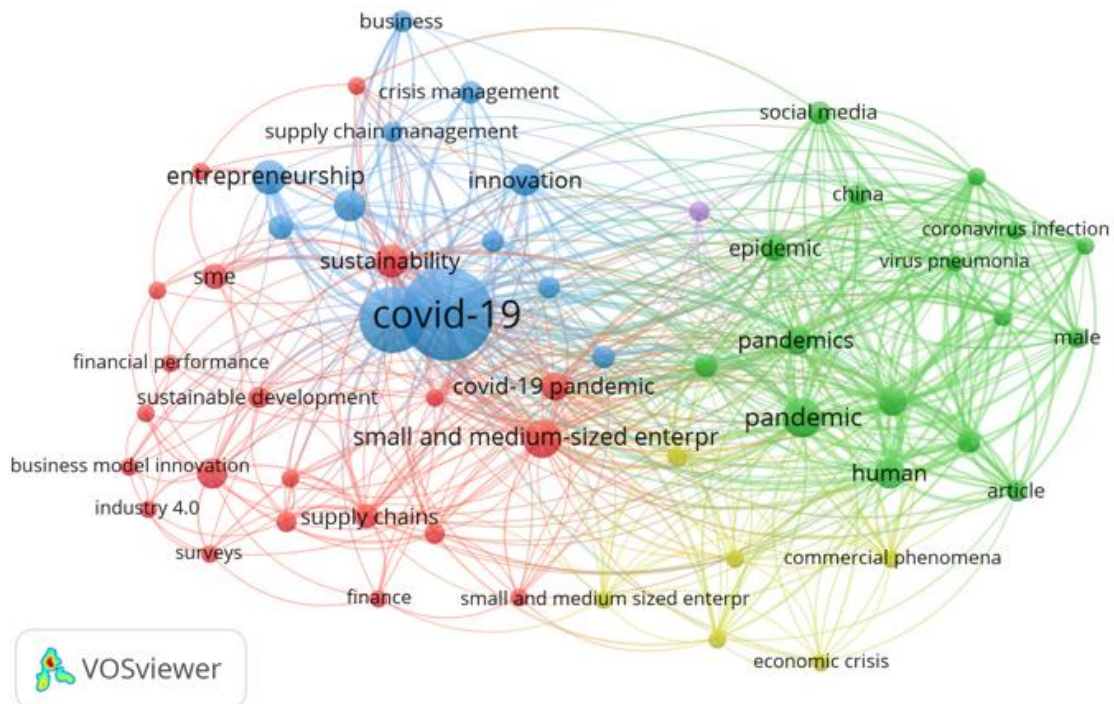 business
crisis management
social media
supply chain management
entrepreneurship
innovation
china
coronavirus infection
epidemic
sustainability
virus pneumonia
sme
covid-19
pandemics
male
financial performance
covid-19 pandemic
sustainable development
pandemic
small and medium-sized enterpr
business model innovation
human
article
industry 4.0
supply chains
surveys
commercial phenomena
finance
small and medium sized enterpr
economic crisis
VOSviewer